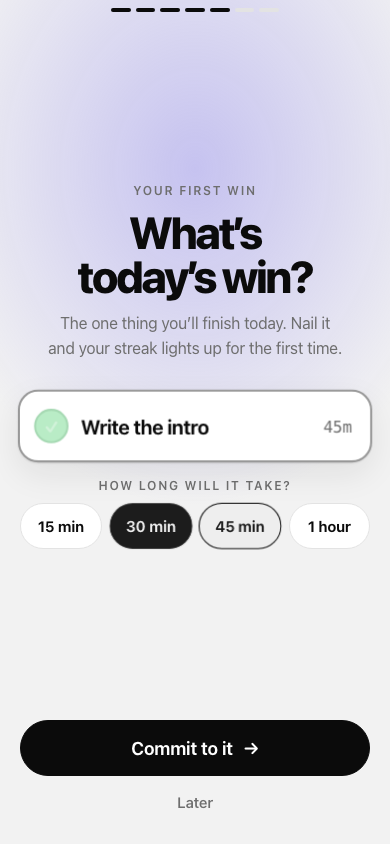 YOUR FIRST WIN
What's
today's win?
The one thing you'll finish today. Nail it
and your streak lights up for the first time.
Write the intro
45m
HOW LONG WILL IT TAKE?
15 min
30 min
45 min
1 hour
Commit to it →
Later